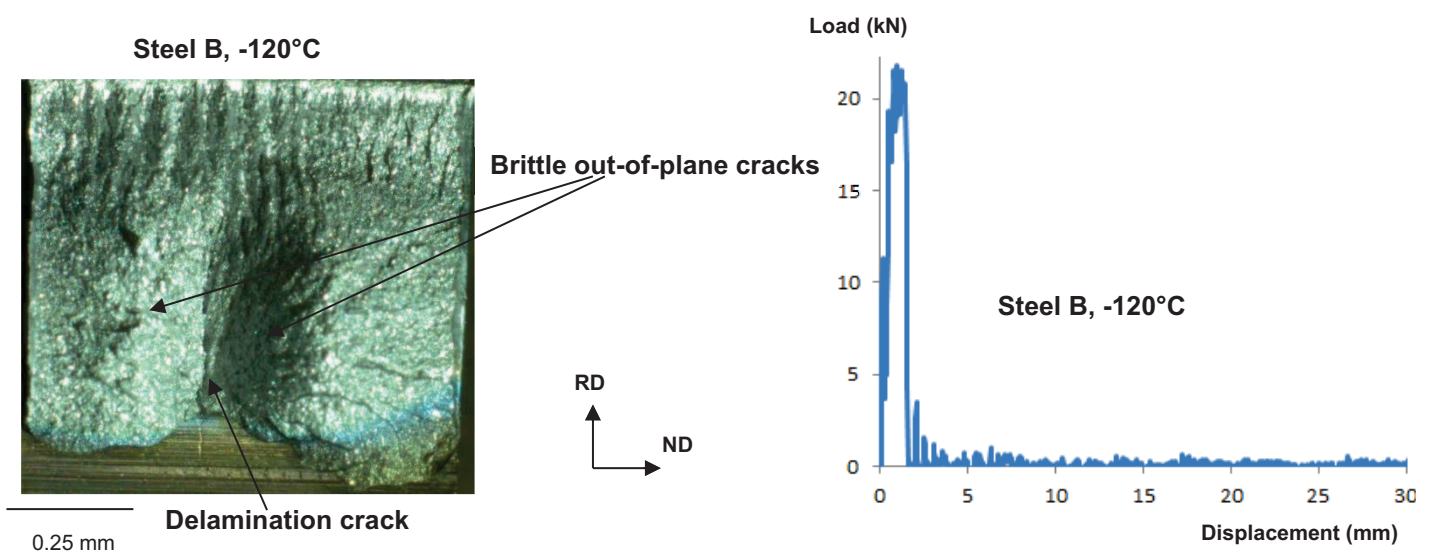 Steel B, -120°C
Brittle out-of-plane cracks
RD
ND
Delamination crack
0.25 mm
Load (kN)
20
15
10
5
0
Steel B, -120°C
0 5 10 15 20 25 30
Displacement (mm)